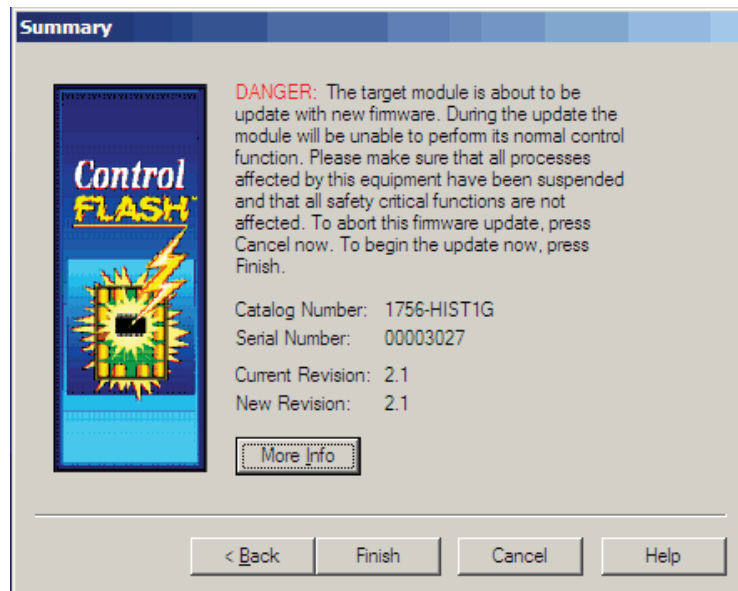 Summary
Control
FLASH™
DANGER: The target module is about to be
update with new firmware. During the update the
module will be unable to perform its normal control
function. Please make sure that all processes
affected by this equipment have been suspended
and that all safety critical functions are not
affected. To abort this firmware update, press
Cancel now. To begin the update now, press
Finish.
Catalog Number: 1756-HIST1G
Serial Number: 00003027
Current Revision: 2.1
New Revision: 2.1
More Info
< Back Finish Cancel Help